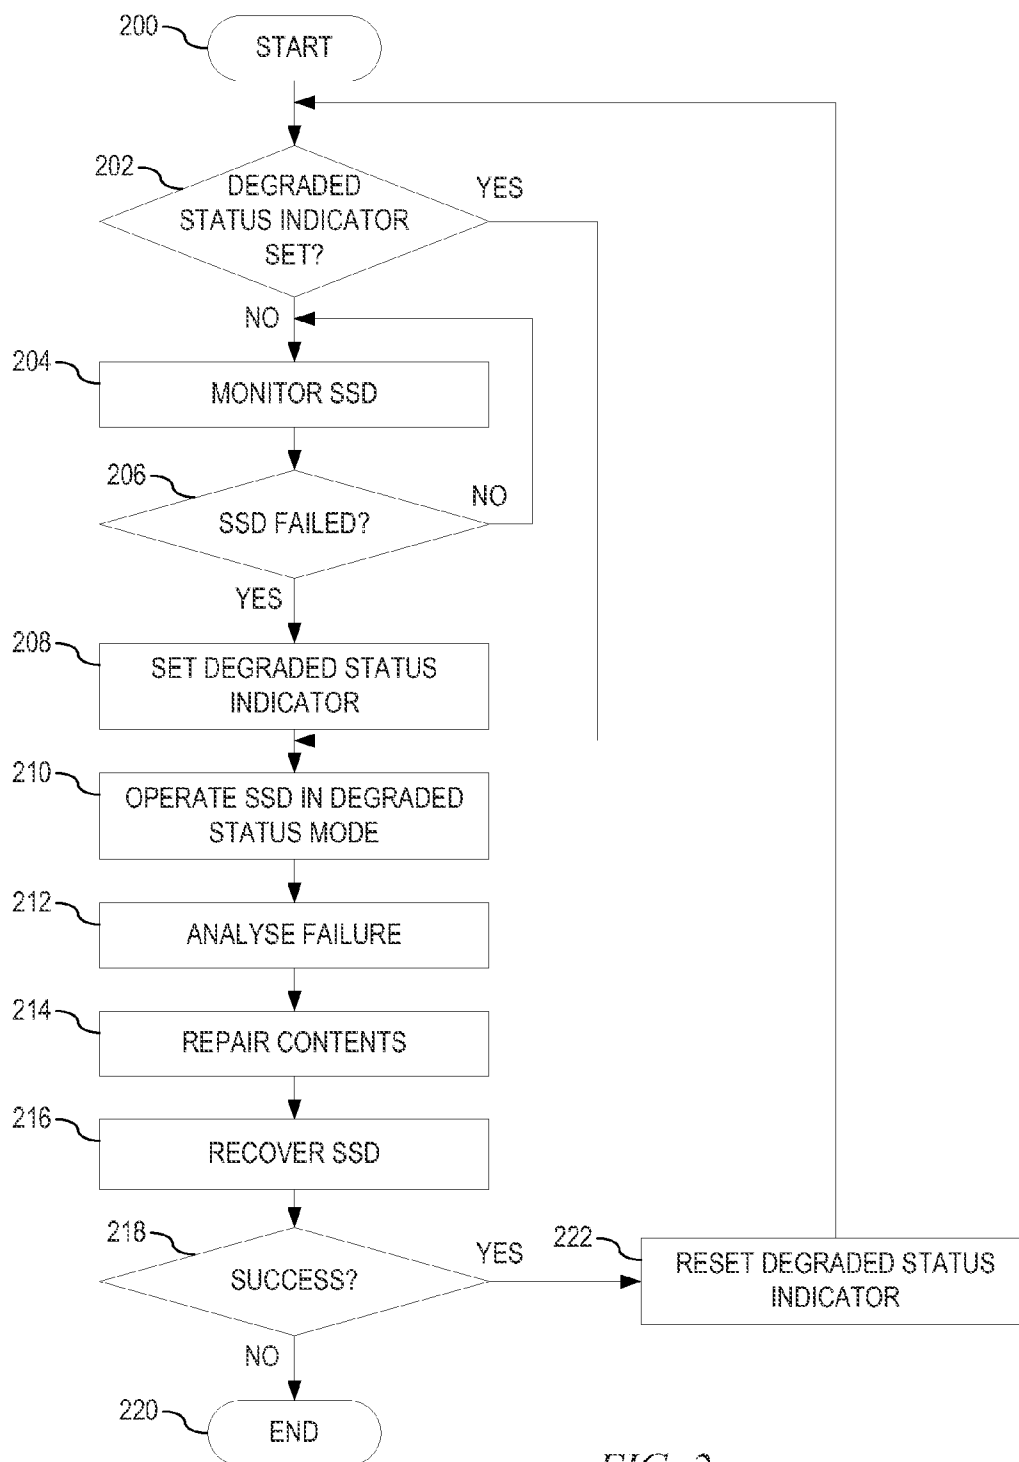 200
START
202
DEGRADED
STATUS INDICATOR
SET?
YES
NO
204
MONITOR SSD
206
SSD FAILED?
NO
YES
208
SET DEGRADED STATUS
INDICATOR
210
OPERATE SSD IN DEGRADED
STATUS MODE
212
ANALYSE FAILURE
214
REPAIR CONTENTS
216
RECOVER SSD
218
SUCCESS?
YES
222
RESET DEGRADED STATUS
INDICATOR
NO
220
END
FIG. 2